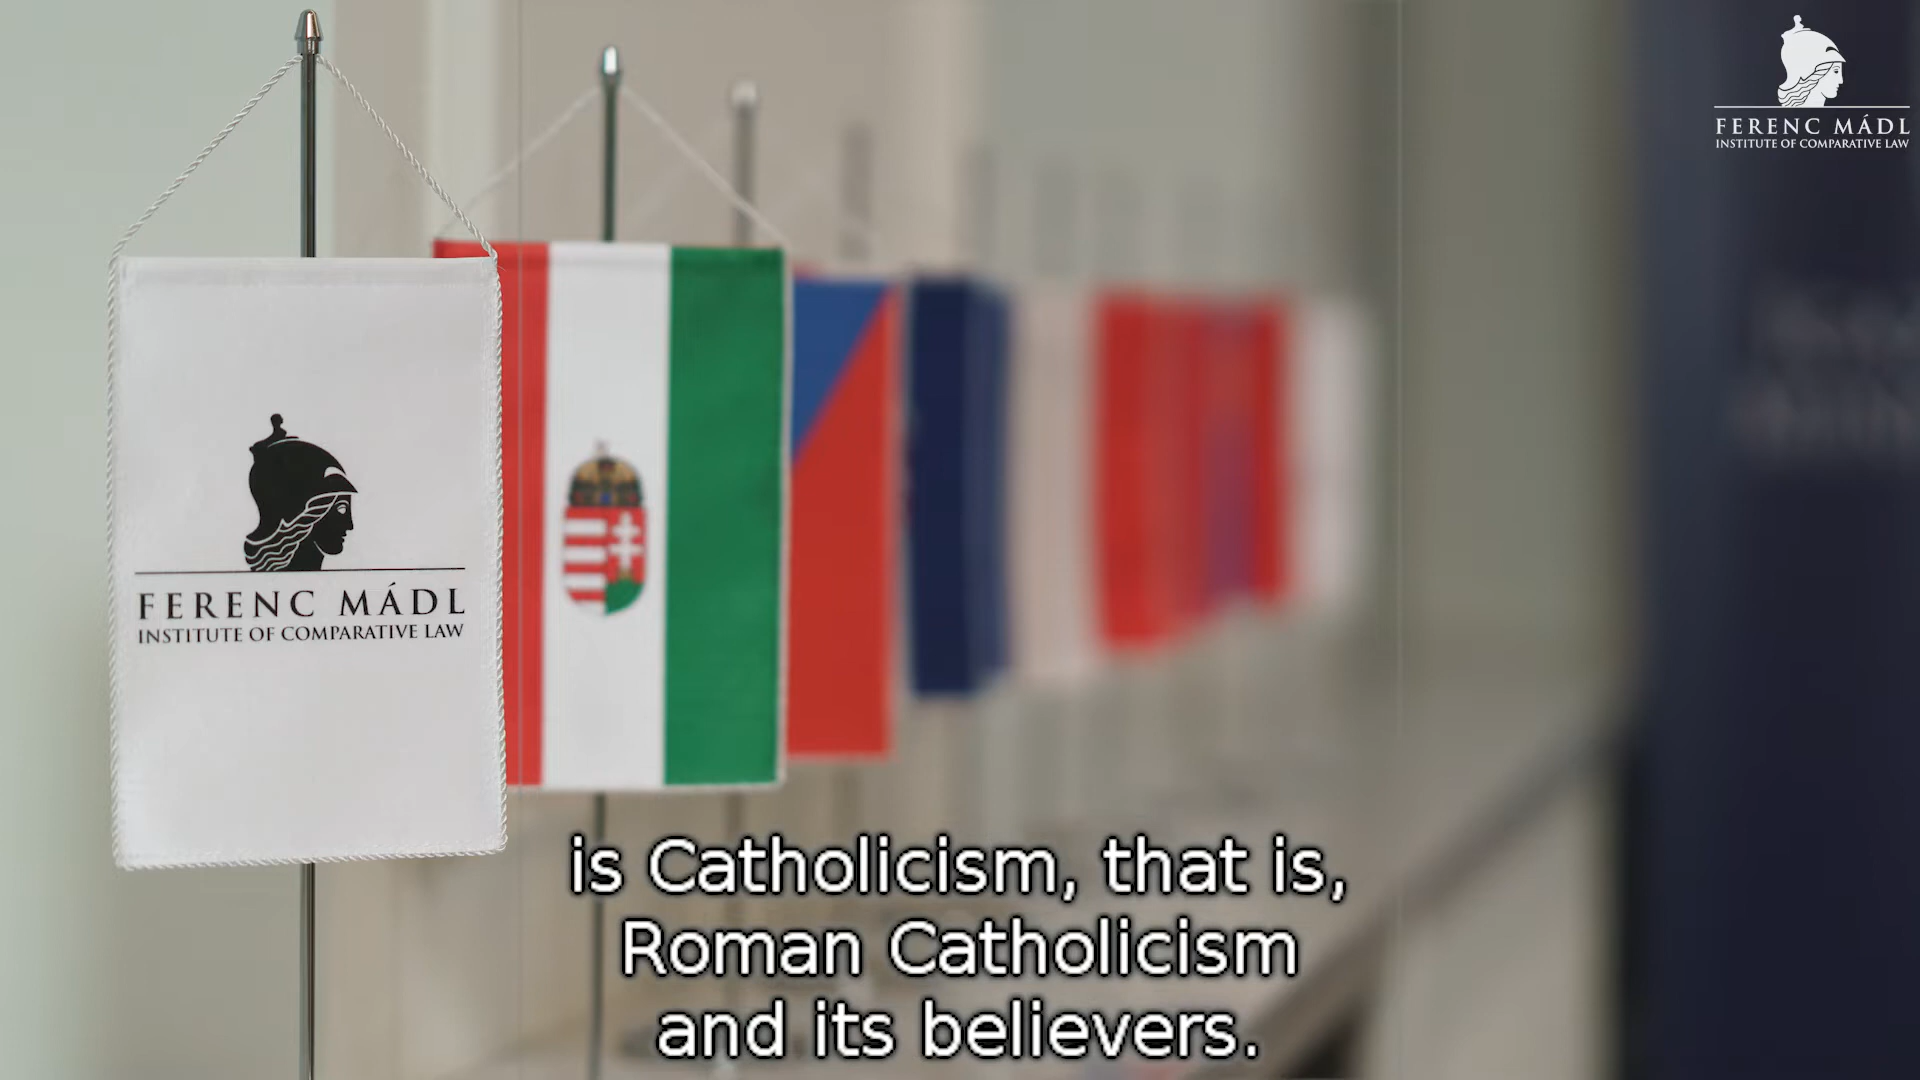 FERENC MÁDL
INSTITUTE OF COMPARATIVE LAW
FERENC MÁDL
INSTITUTE OF COMPARATIVE LAW
is Catholicism, that is,
Roman Catholicism
and its believers.